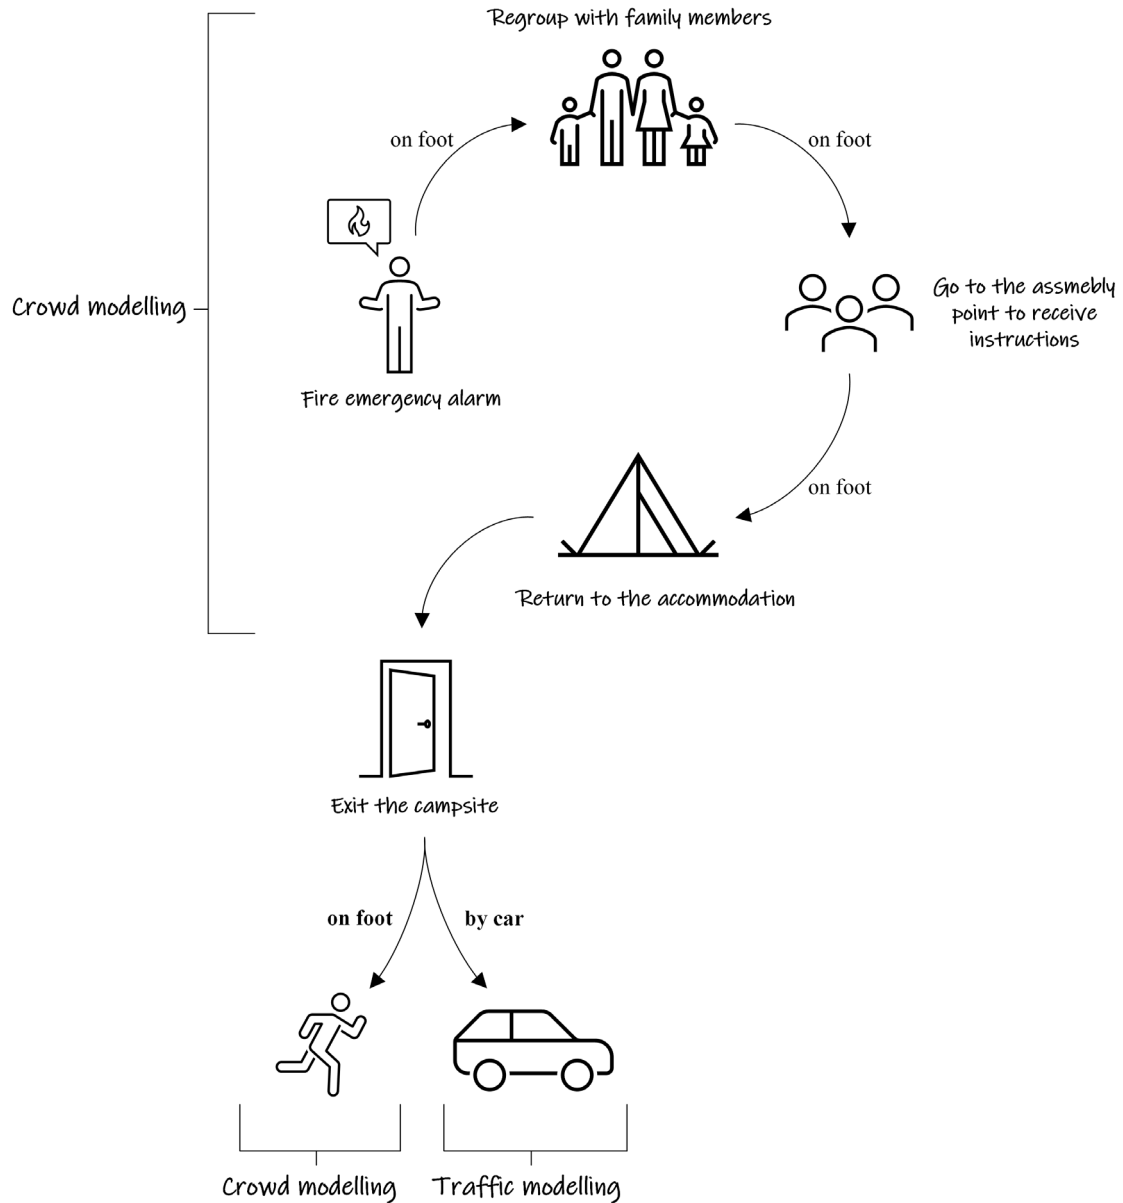 Regroup with family members
on foot
on foot
Crowd modelling
Fire emergency alarm
Go to the assmebly
point to receive
instructions
on foot
Return to the accommodation
Exit the campsite
on foot
by car
Crowd modelling
Traffic modelling